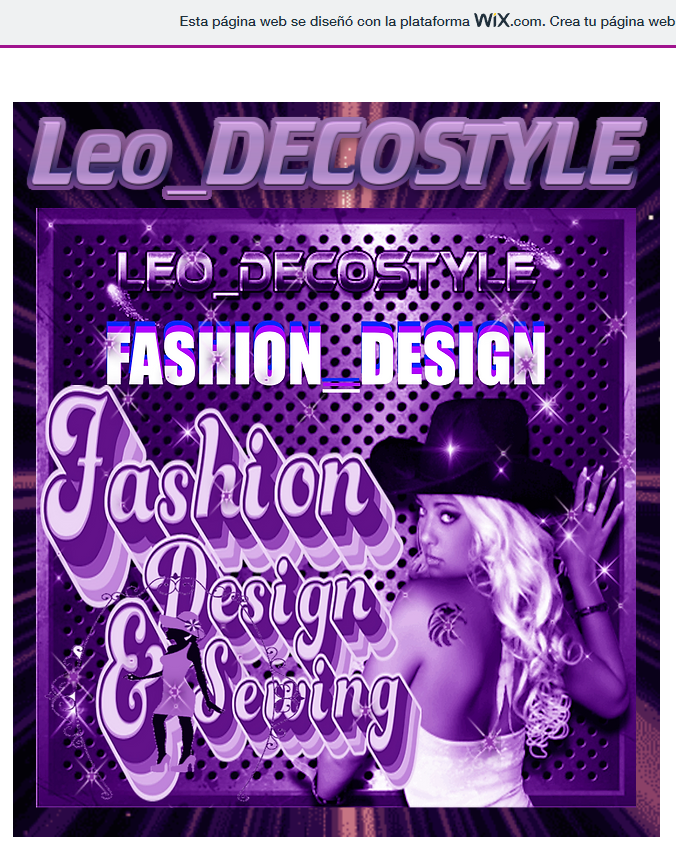 Esta página web se diseñó con la plataforma WiX.com. Crea tu página web
Leo_DECOSTYLE
LEO_DECOSTYLE
FASHION_DESIGN
Fashion
Design
& Sewing